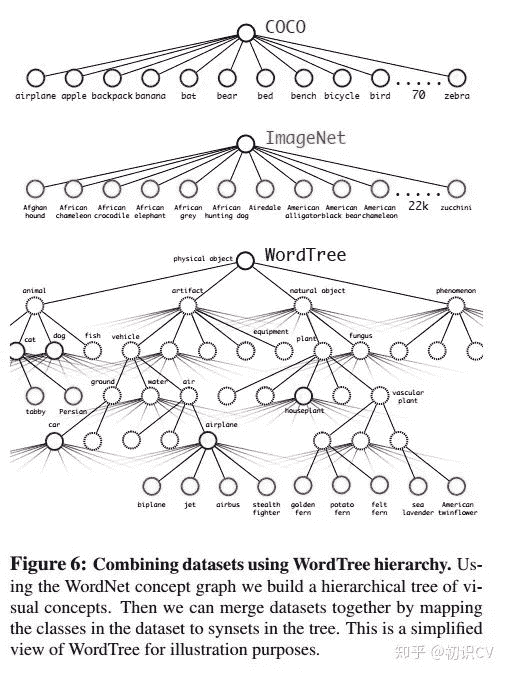 COCO
airplane apple backpack banana bat bear bed bench bicycle bird 70 zebra
ImageNet
Afghan hound
African chameleon
African crocodile
African elephant
African grey
African hunting dog
Airedale
American alligator
American black bear
American chameleon
22k
zucchini
WordTree
physical object
animal artifact natural object phenomenon
cat dog fish vehicle equipment plant fungus
tabby Persian ground water air houseplant vascular plant
car airplane
biplane jet airbus stealth fighter golden fern potato fern felt fern sea lavender American twinflower
Figure 6: Combining datasets using WordTree hierarchy. Us-
ing the WordNet concept graph we build a hierarchical tree of vi-
sual concepts. Then we can merge datasets together by mapping
the classes in the dataset to synsets in the tree. This is a simplified
view of WordTree for illustration purposes.
知乎 @初识CV